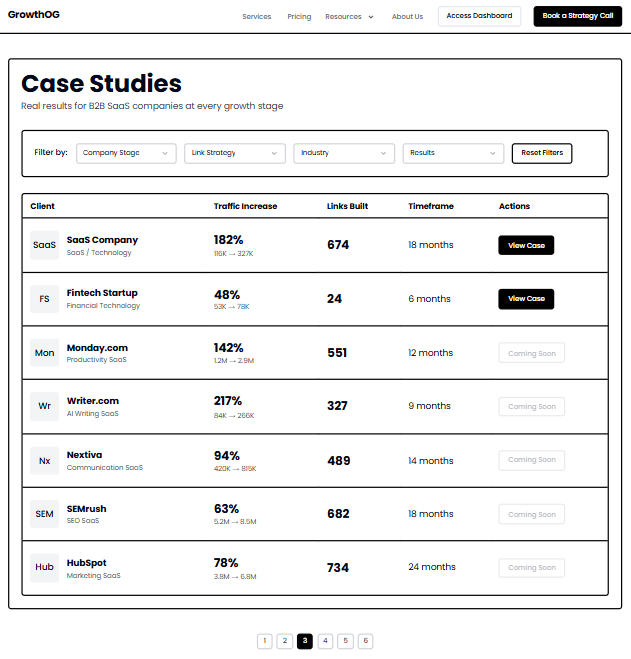 GrowthOG
Services Pricing Resources About Us Access Dashboard Book a Strategy Call
Case Studies
Real results for B2B SaaS companies at every growth stage
Filter by: Company Stage Link Strategy Industry Results Reset Filters
Client Traffic Increase Links Built Timeframe Actions
SaaS SaaS Company 182% 674 18 months View Case
SaaS / Technology 116K → 327K
FS Fintech Startup 48% 24 6 months View Case
Financial Technology 53K → 78K
Mon Monday.com 142% 551 12 months Coming Soon
Productivity SaaS 1.2M → 2.9M
Wr Writer.com 217% 327 9 months Coming Soon
AI Writing SaaS 84K → 266K
Nx Nextiva 94% 489 14 months Coming Soon
Communication SaaS 420K → 815K
SEM SEMrush 63% 682 18 months Coming Soon
SEO SaaS 5.2M → 8.5M
Hub HubSpot 78% 734 24 months Coming Soon
Marketing SaaS 3.8M → 6.8M
1 2 3 4 5 6